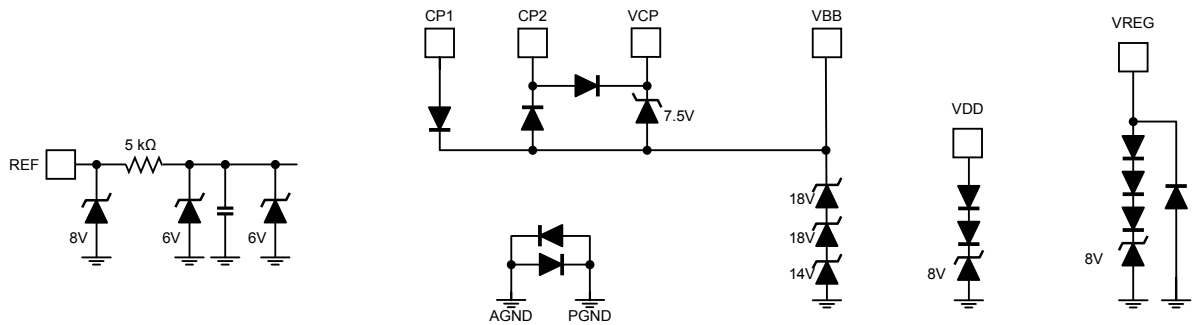 CP1
CP2
VCP
VBB
VREG
7.5V
VDD
5 kΩ
REF
18V
8V
6V
6V
18V
8V
14V
8V
AGND
PGND